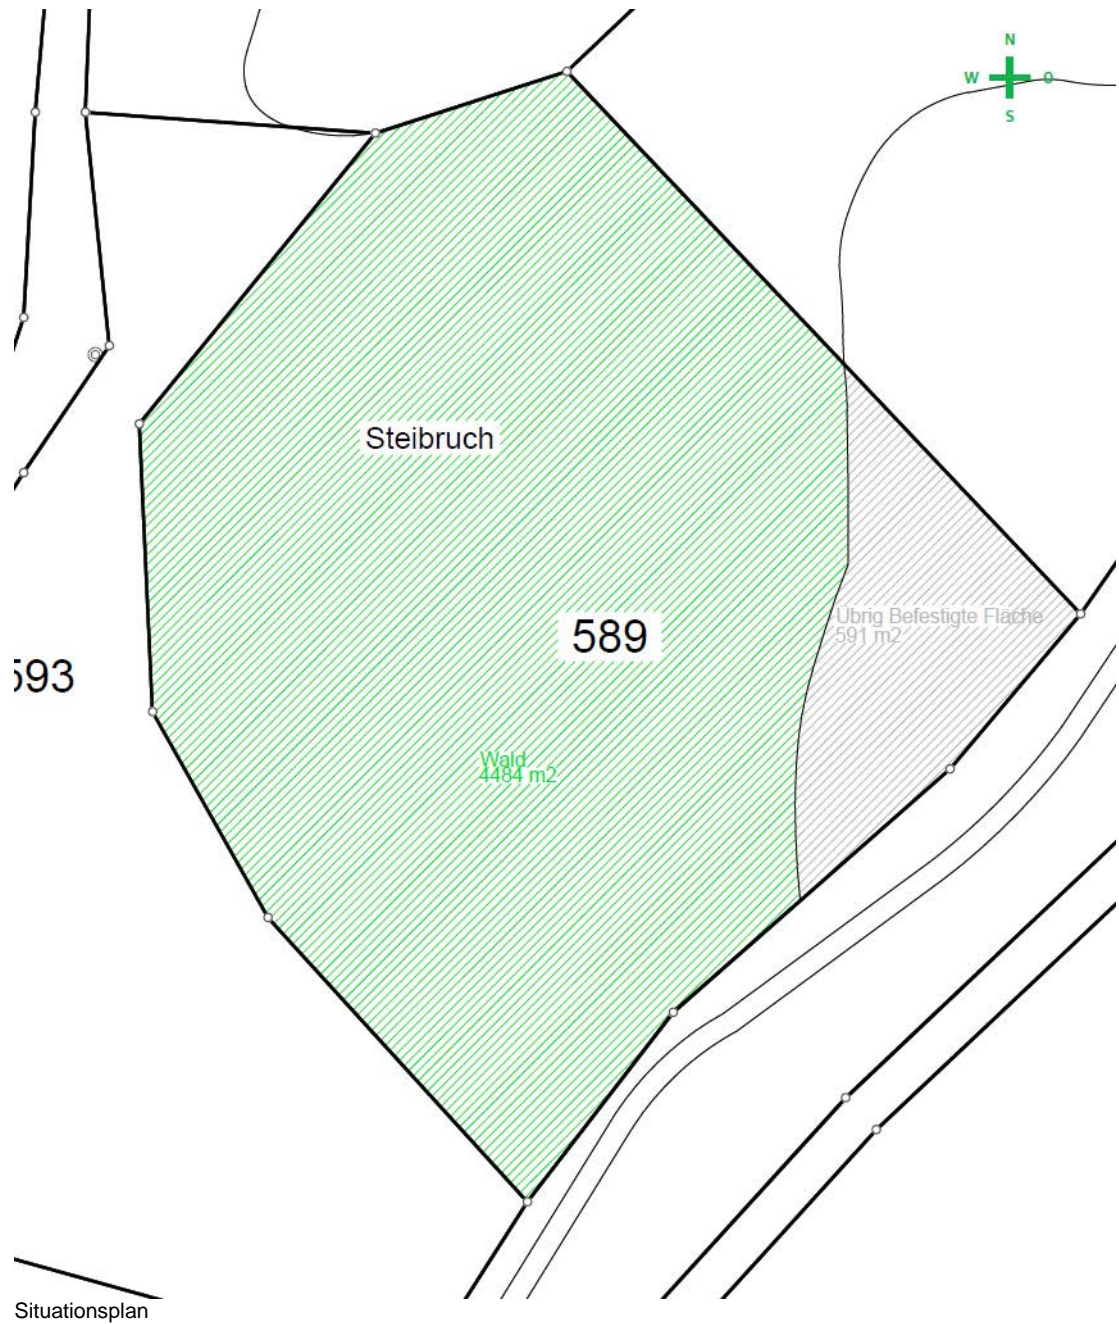 N
W O
S
Steibruch
589
Übrig Befestigte Fläche
591 m2
593
Wald
4484 m2
Situationsplan